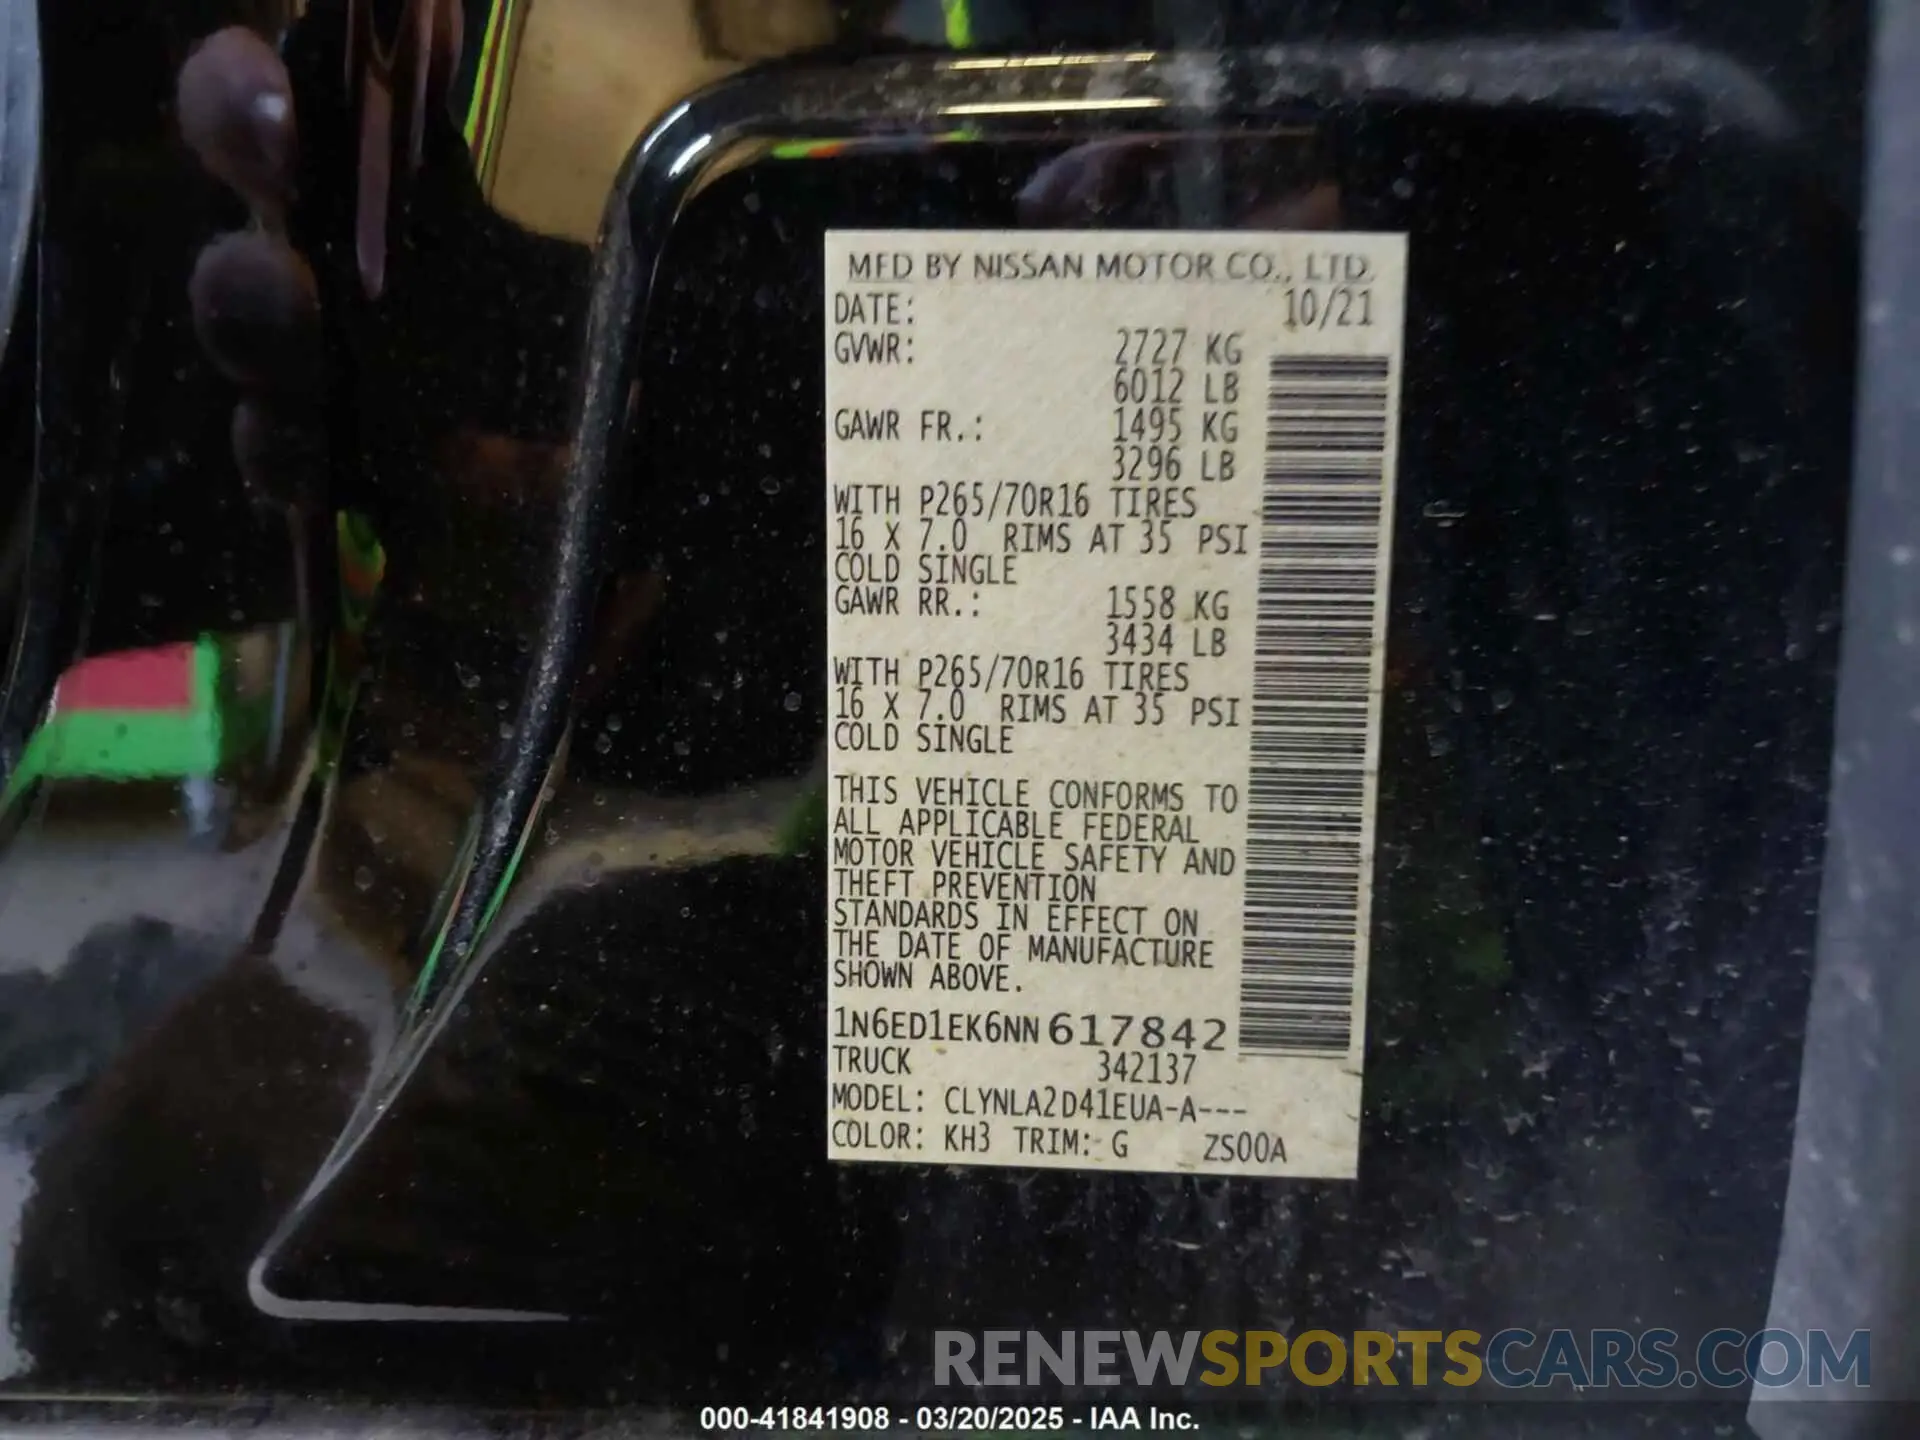 MFD BY NISSAN MOTOR CO., LTD.
DATE: 10/21
GVWR: 2727 KG
6012 LB
GAWR FR.: 1495 KG
3296 LB
WITH P265/70R16 TIRES
16 X 7.0 RIMS AT 35 PSI
COLD SINGLE
GAWR RR.: 1558 KG
3434 LB
WITH P265/70R16 TIRES
16 X 7.0 RIMS AT 35 PSI
COLD SINGLE
THIS VEHICLE CONFORMS TO
ALL APPLICABLE FEDERAL
MOTOR VEHICLE SAFETY AND
THEFT PREVENTION
STANDARDS IN EFFECT ON
THE DATE OF MANUFACTURE
SHOWN ABOVE.
1N6ED1EK6NN617842
TRUCK 342137
MODEL: CLYNLA2D41EUA-A---
COLOR: KH3 TRIM: G ZS00A
RENEWSPORTSCARS.COM
000-41841908 - 03/20/2025 - IAA Inc.